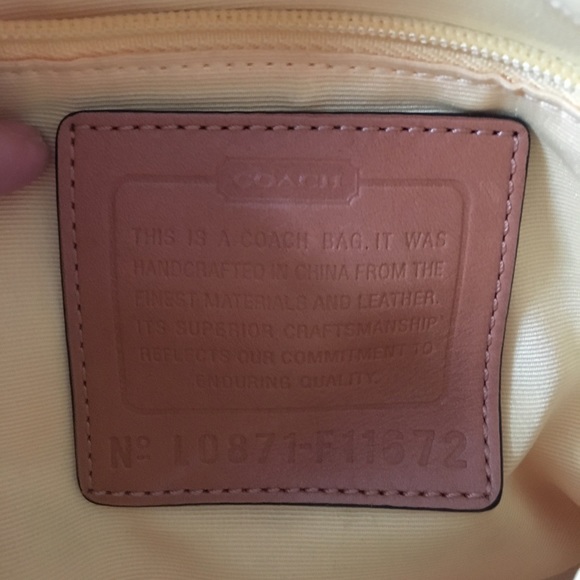 COACH
THIS IS A COACH BAG. IT WAS
HANDCRAFTED IN CHINA FROM THE
FINEST MATERIALS AND LEATHER.
ITS SUPERIOR CRAFTSMANSHIP
REFLECTS OUR COMMITMENT TO
ENDURING QUALITY.
Nº L0871-F11672